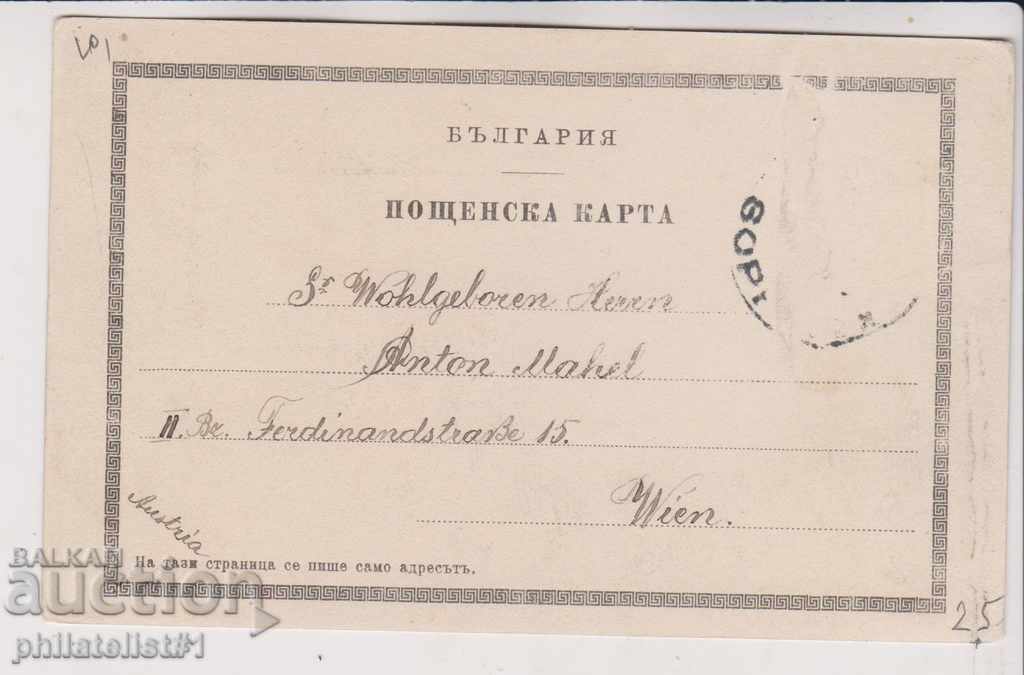 101
БЪЛГАРИЯ
ПОЩЕНСКА КАРТА
Sr Wohlgeboren Herrn
Anton Mahel
II. Bz. Ferdinandstraße 15.
Wien.
Austria
На тази страница се пише само адресътъ.
25
BALKAN
auction
philatelist#1